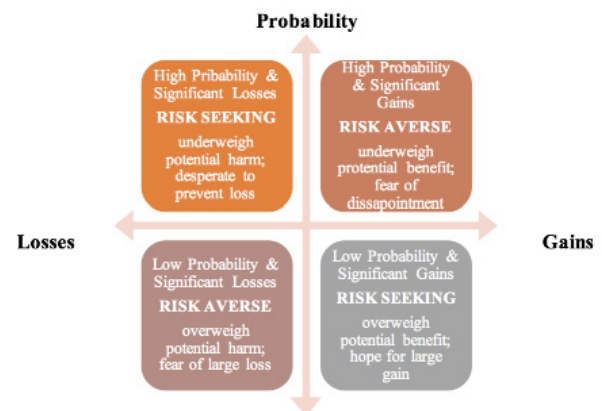 Probability
High Pribability &
Significant Losses
RISK SEEKING
underweigh
potential harm;
desperate to
prevent loss
High Probability
& Significant
Gains
RISK AVERSE
underweigh
protential benefit;
fear of
dissapointment
Losses
Gains
Low Probability &
Significant Losses
RISK AVERSE
overweigh
potential harm;
fear of large loss
Low Probability &
Significant Gains
RISK SEEKING
overweigh
potential benefit;
hope for large
gain